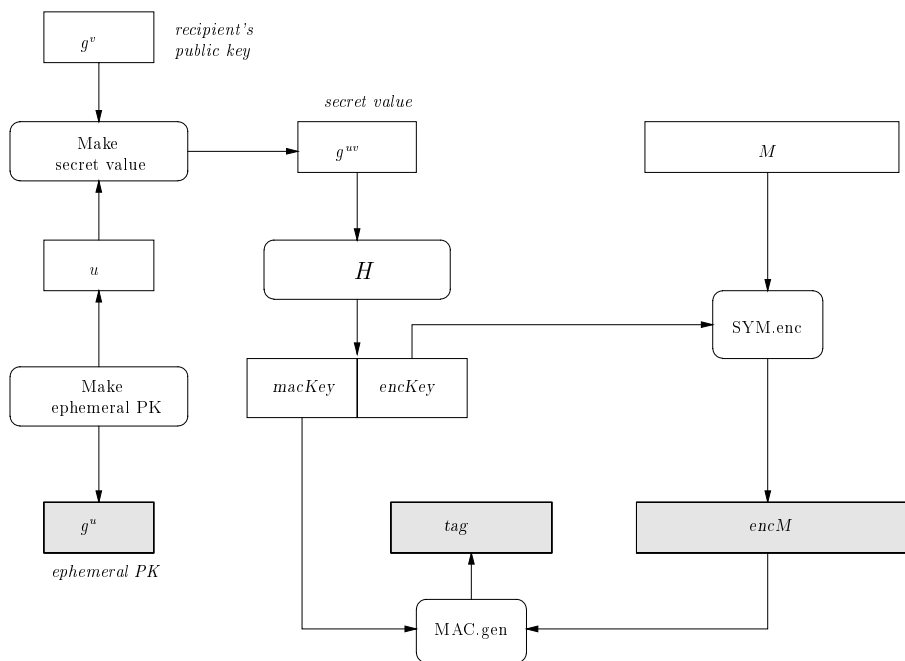 g^v
recipient's
public key
secret value
Make
secret value
g^{uv}
M
u
H
SYM.enc
Make
ephemeral PK
macKey
encKey
g^u
tag
encM
ephemeral PK
MAC.gen